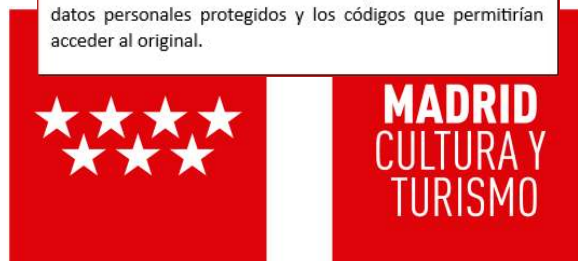 datos personales protegidos y los códigos que permitirían
acceder al original.
MADRID
CULTURA Y
TURISMO